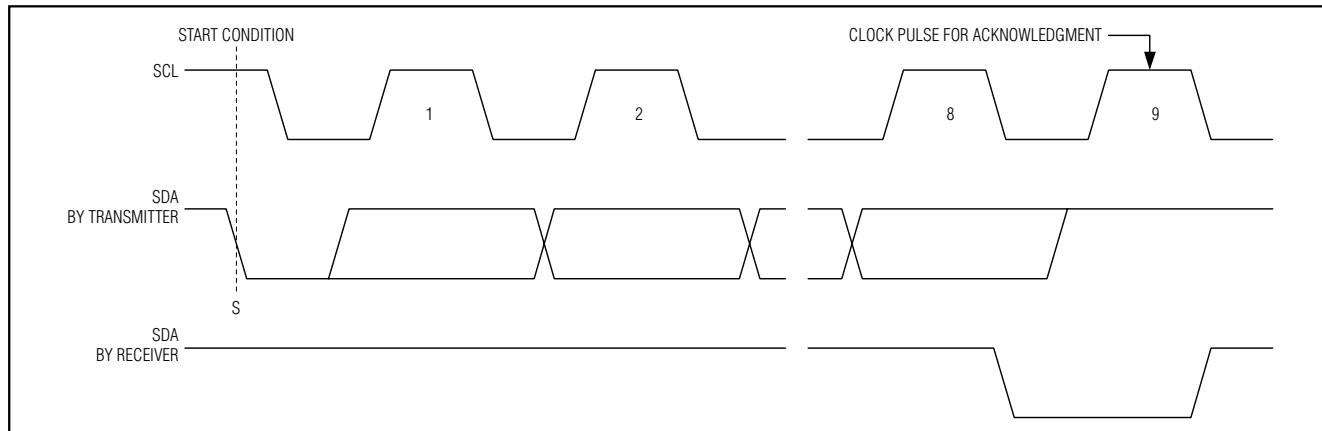 START CONDITION
CLOCK PULSE FOR ACKNOWLEDGMENT
SCL
1
2
8
9
SDA
BY TRANSMITTER
S
SDA
BY RECEIVER